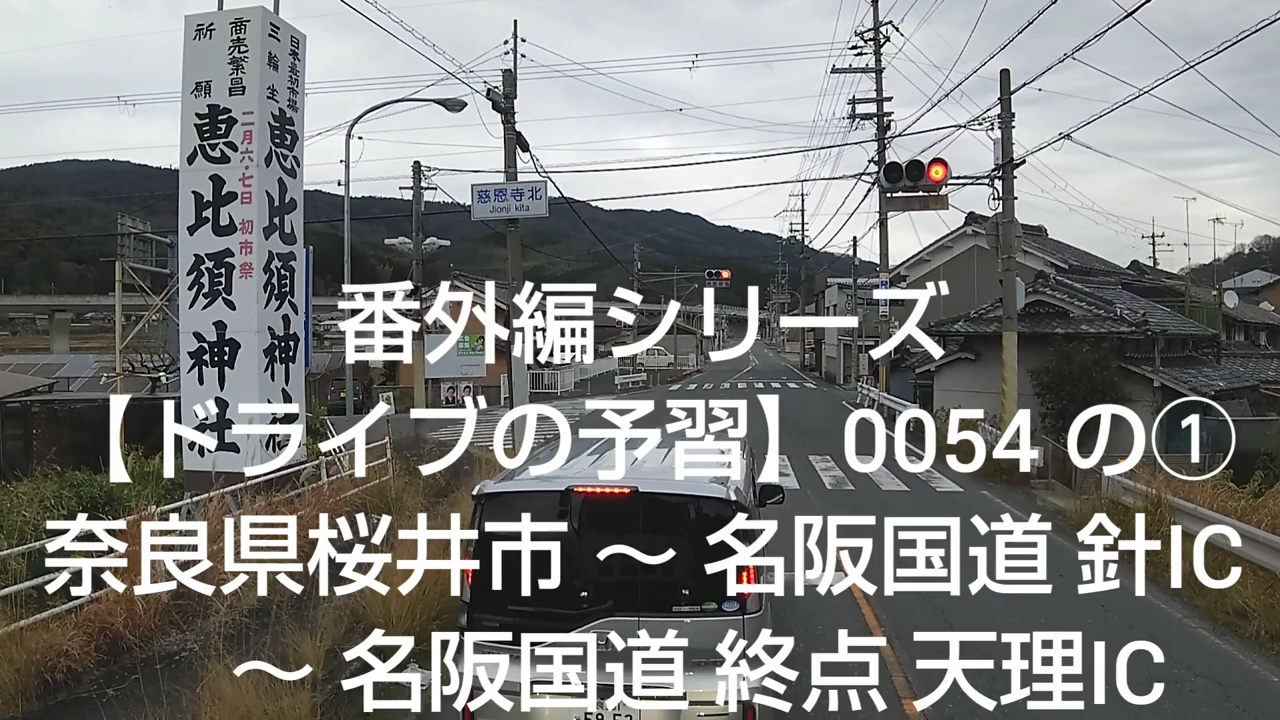 日本最初市場
三輪坐恵比須神社
商売繁昌
祈願
恵比須神社
二月六・七日 初市祭
慈恩寺北
Jionji kita
番外編シリーズ
【ドライブの予習】0054 の①
奈良県桜井市 ～ 名阪国道 針IC
～ 名阪国道 終点 天理IC